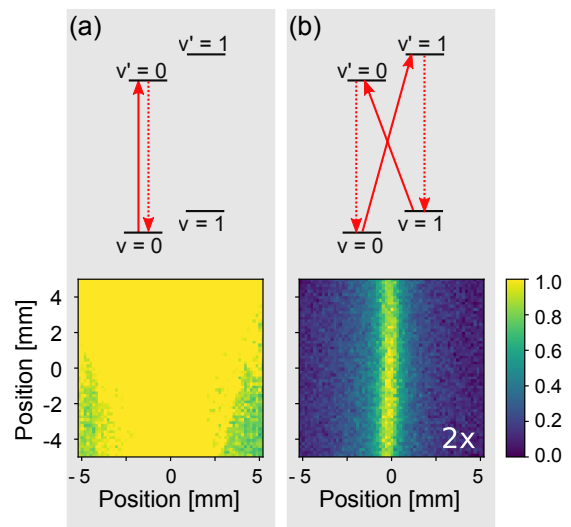 (a)
v' = 1
v' = 0
v = 1
v = 0
(b)
v' = 1
v' = 0
v = 1
v = 0
Position [mm]
4
2
0
-2
-4
-5
0
5
Position [mm]
2x
-5
0
5
Position [mm]
1.0
0.8
0.6
0.4
0.2
0.0